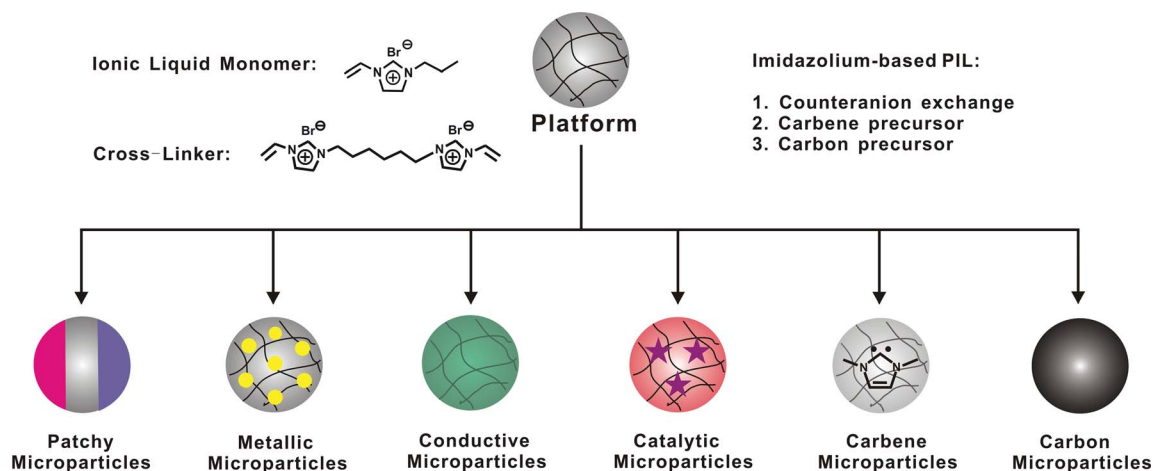 Ionic Liquid Monomer:
Br⊖
N
⊕
N
Cross-Linker:
Br⊖
N
⊕
N
Br⊖
N
⊕
N
Platform
Imidazolium-based PIL:
1. Counteranion exchange
2. Carbene precursor
3. Carbon precursor
N
N
Patchy
Microparticles
Metallic
Microparticles
Conductive
Microparticles
Catalytic
Microparticles
Carbene
Microparticles
Carbon
Microparticles